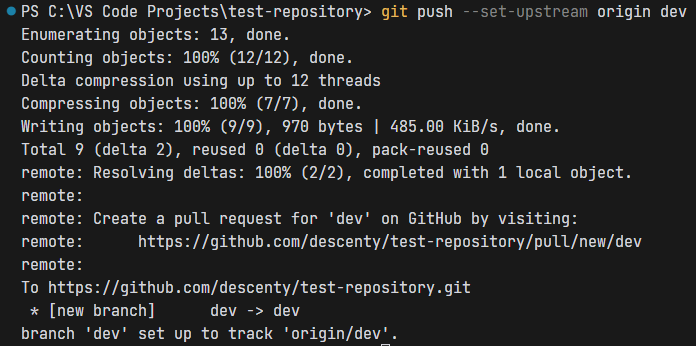 PS C:\VS Code Projects\test-repository> git push --set-upstream origin dev
Enumerating objects: 13, done.
Counting objects: 100% (12/12), done.
Delta compression using up to 12 threads
Compressing objects: 100% (7/7), done.
Writing objects: 100% (9/9), 970 bytes | 485.00 KiB/s, done.
Total 9 (delta 2), reused 0 (delta 0), pack-reused 0
remote: Resolving deltas: 100% (2/2), completed with 1 local object.
remote:
remote: Create a pull request for 'dev' on GitHub by visiting:
remote:      https://github.com/descenty/test-repository/pull/new/dev
remote:
To https://github.com/descenty/test-repository.git
 * [new branch]      dev -> dev
branch 'dev' set up to track 'origin/dev'.